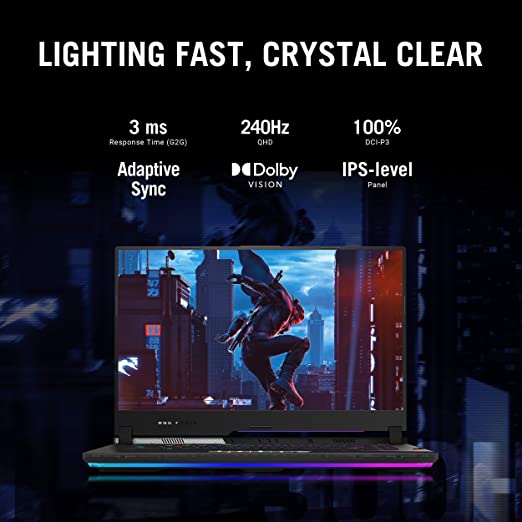 LIGHTING FAST, CRYSTAL CLEAR
3 ms
Response Time (G2G)
240Hz
QHD
100%
DCI-P3
Adaptive
Sync
Dolby
VISION
IPS-level
Panel